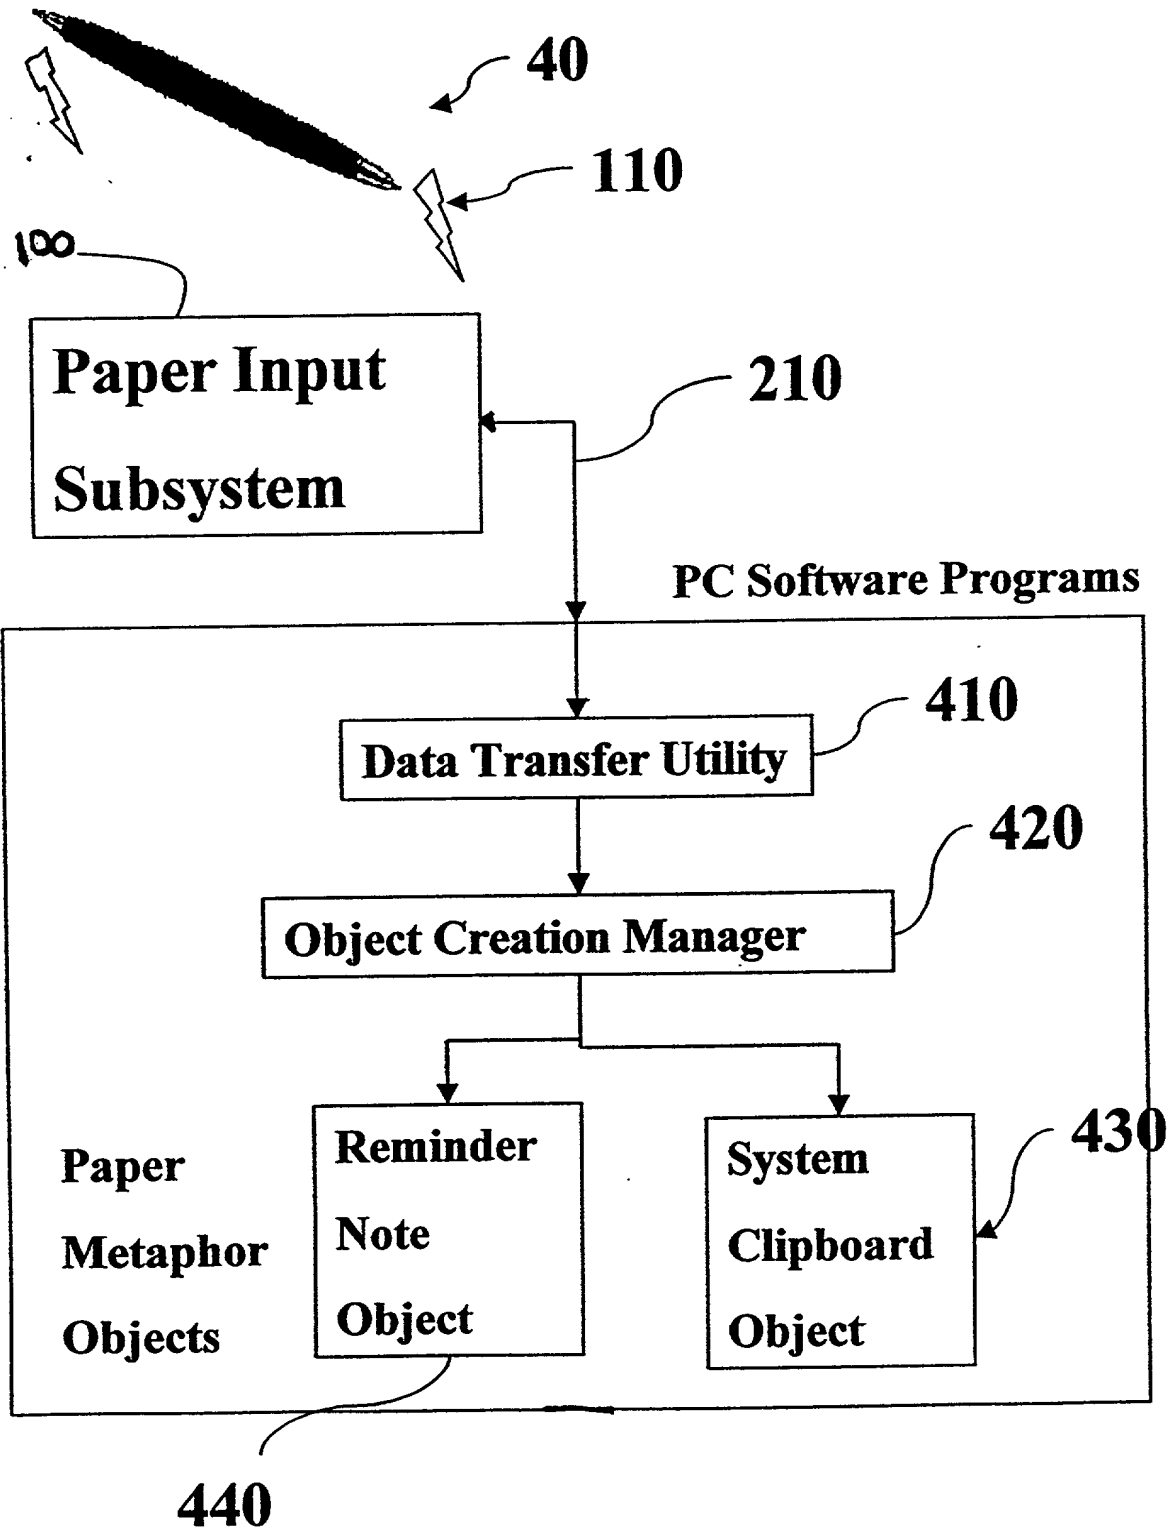 40
110
100
Paper Input
Subsystem
210
PC Software Programs
410
Data Transfer Utility
420
Object Creation Manager
Paper
Metaphor
Objects
Reminder
Note
Object
System
Clipboard
Object
430
440